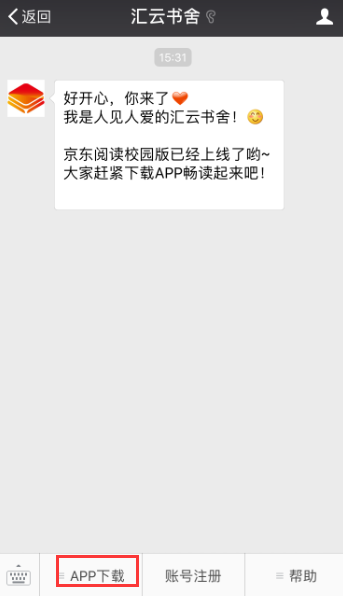 返回
汇云书舍
15:31
好开心，你来了
我是人见人爱的汇云书舍！
京东阅读校园版已经上线了哟~
大家赶紧下载APP畅读起来吧！
APP下载
账号注册
帮助